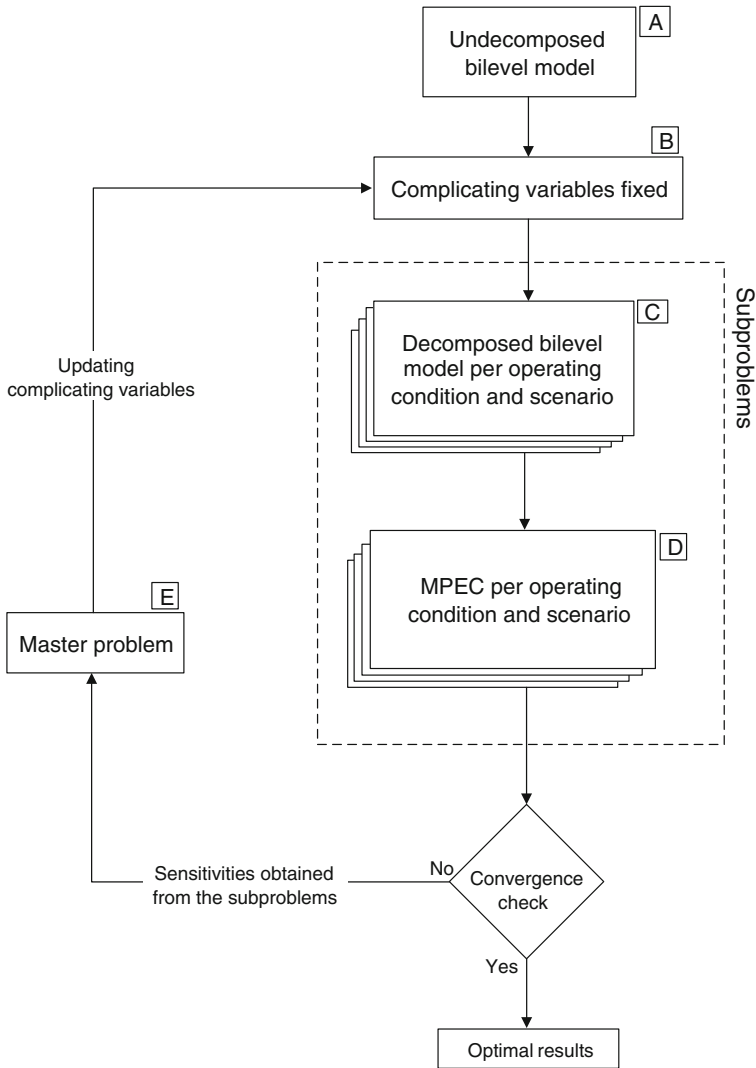 A
Undecomposed
bilevel model
B
Complicating variables fixed
Subproblems
C
Decomposed bilevel
model per operating
condition and scenario
Updating
complicating variables
D
MPEC per operating
condition and scenario
E
Master problem
No
Sensitivities obtained
from the subproblems
Convergence
check
Yes
Optimal results